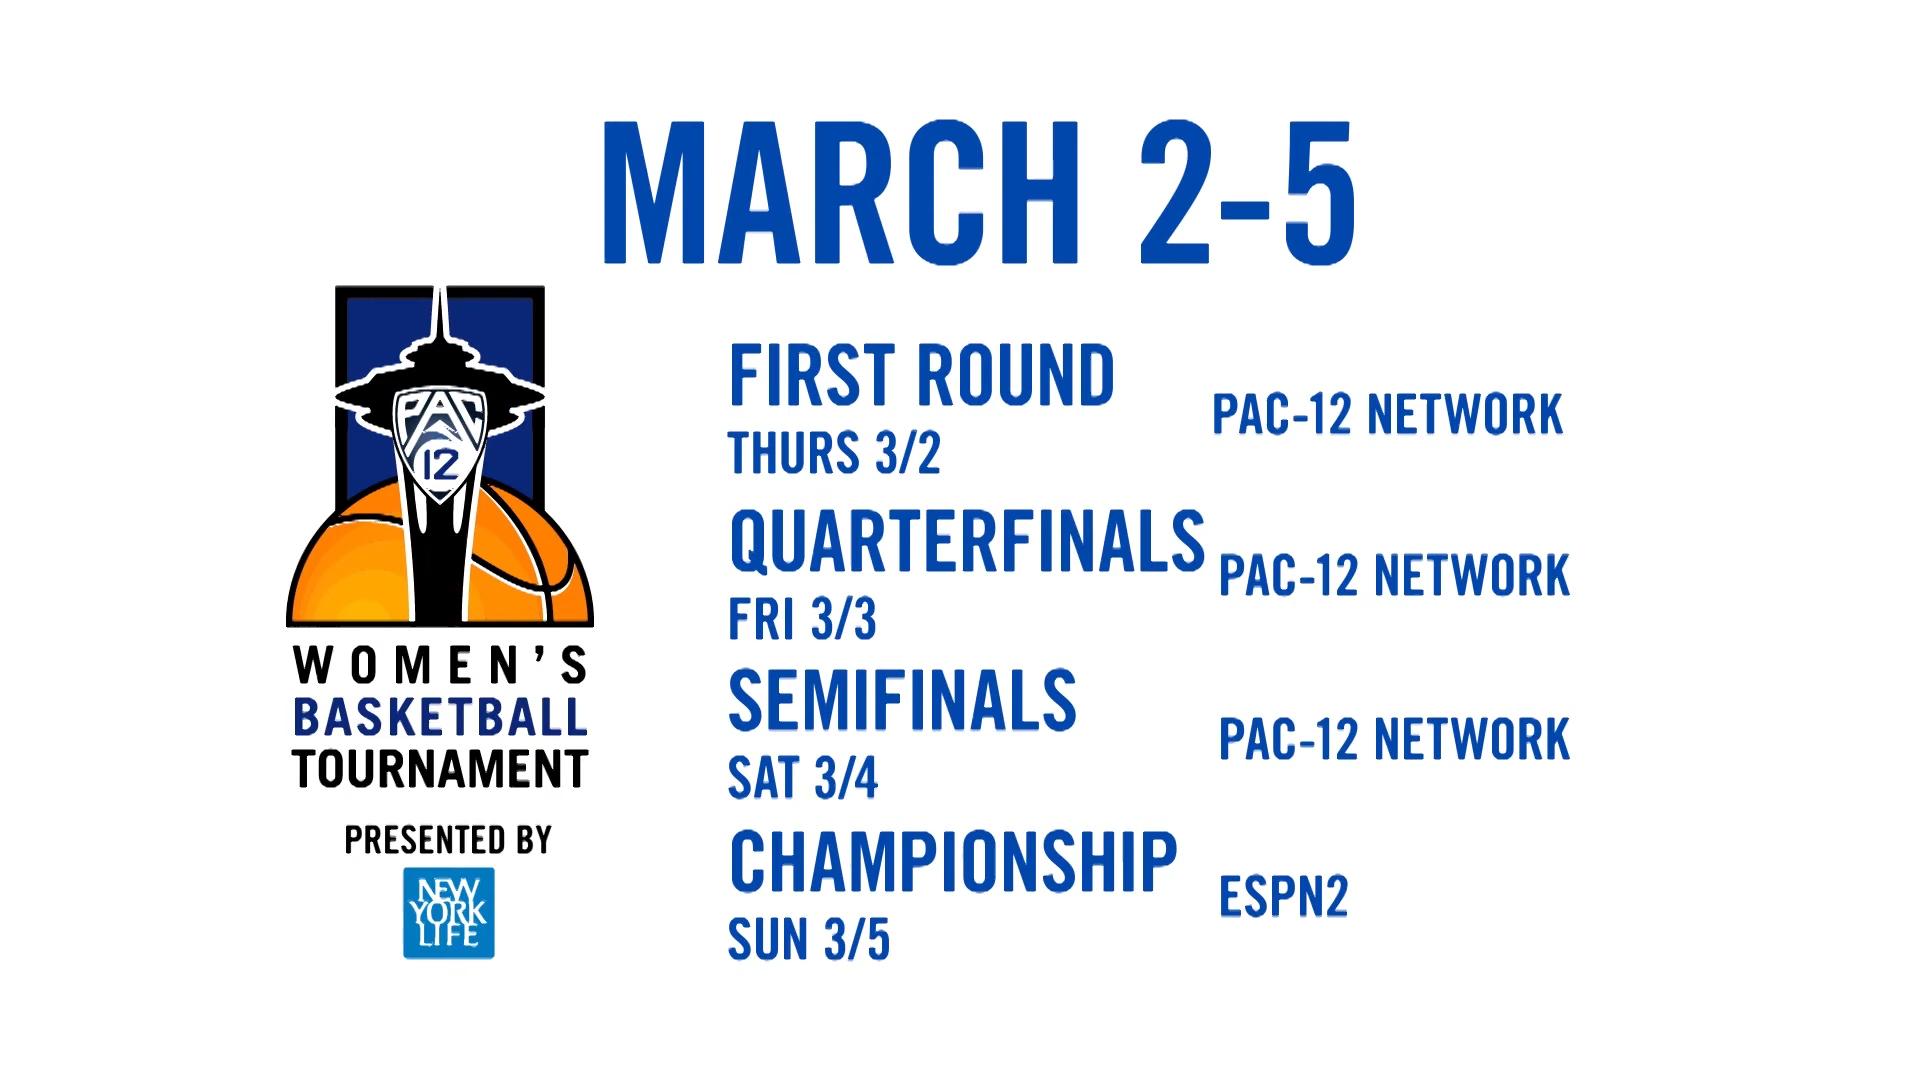 MARCH 2-5
PAC
12
WOMEN'S
BASKETBALL
TOURNAMENT
PRESENTED BY
NEW
YORK
LIFE
FIRST ROUND
THURS 3/2
PAC-12 NETWORK
QUARTERFINALS
FRI 3/3
PAC-12 NETWORK
SEMIFINALS
SAT 3/4
PAC-12 NETWORK
CHAMPIONSHIP
SUN 3/5
ESPN2